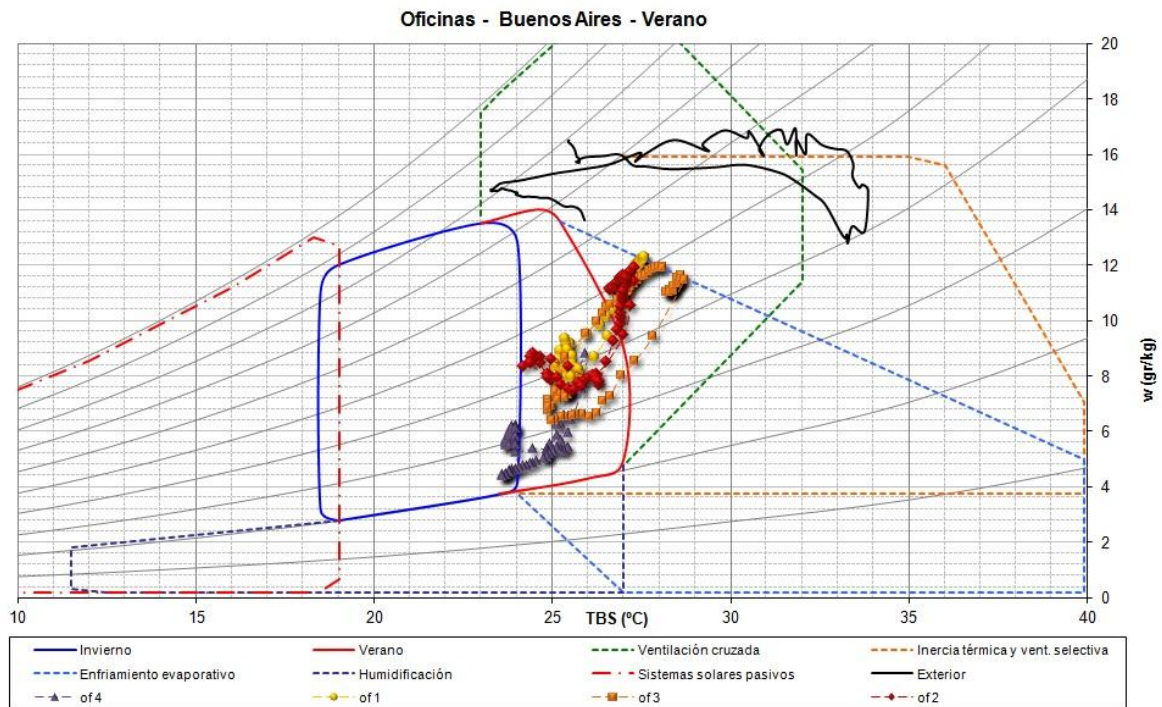 Oficinas - Buenos Aires - Verano
20
18
16
14
12
10
8
6
4
2
0
w (gr/kg)
10 15 20 25 30 35 40
TBS (ºC)
Invierno Verano Ventilación cruzada Inercia térmica y vent. selectiva
Enfriamiento evaporativo Humidificación Sistemas solares pasivos Exterior
of 4 of 1 of 3 of 2